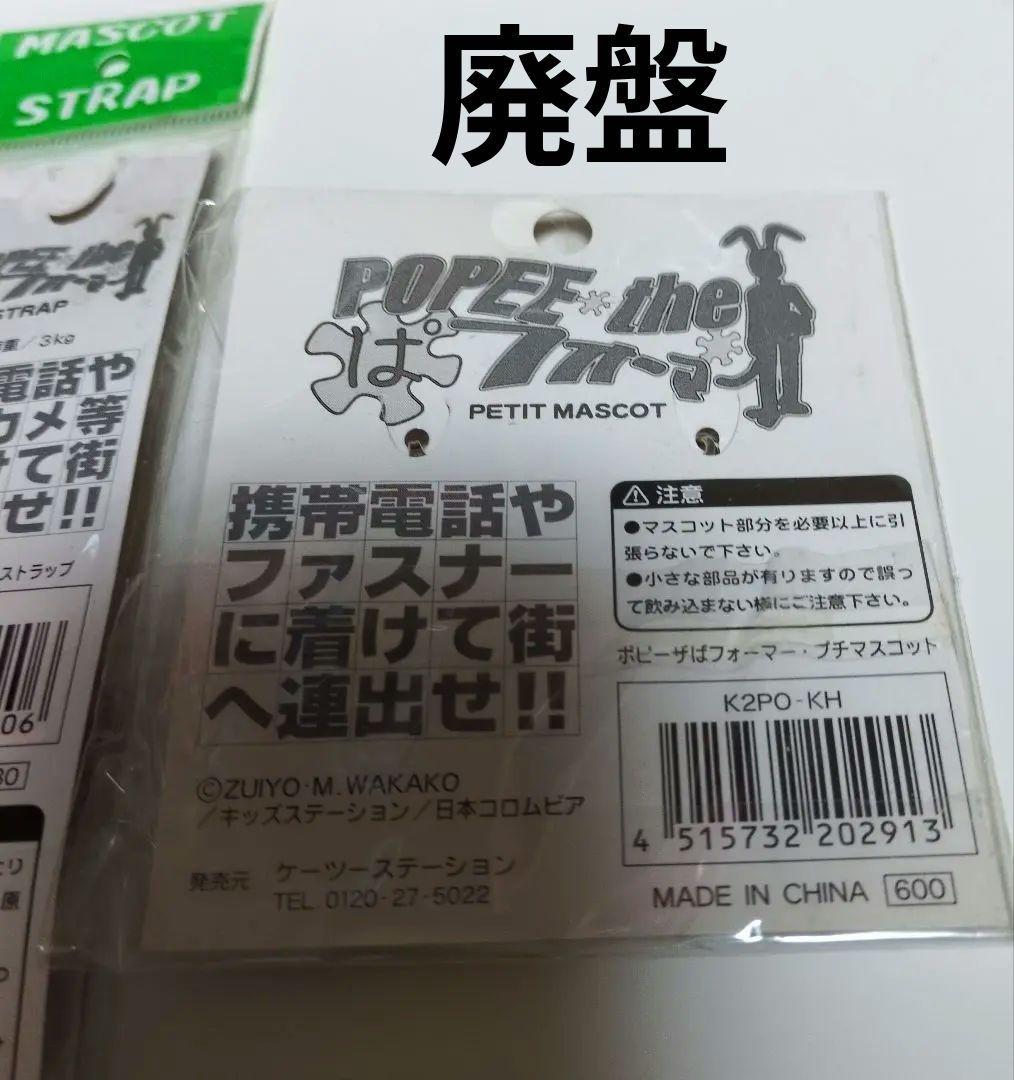 廃盤
MASCOT
STRAP
STRAP
/3kg
電話や
カメ等
けて街
せ!!
ストラップ
06
POPEE the
ぱフォーマー
PETIT MASCOT
携帯電話や
ファスナー
に着けて街
へ連出せ!!
⚠ 注意
●マスコット部分を必要以上に引
張らないで下さい。
●小さな部品が有りますので誤っ
て飲み込まない様にご注意下さい。
ポピーザぱフォーマー・プチマスコット
K2PO-KH
4 515732 202913
©ZUIYO・M.WAKAKO
/キッズステーション/日本コロムビア
発売元 ケーツーステーション
TEL.0120-27-5022
MADE IN CHINA 600